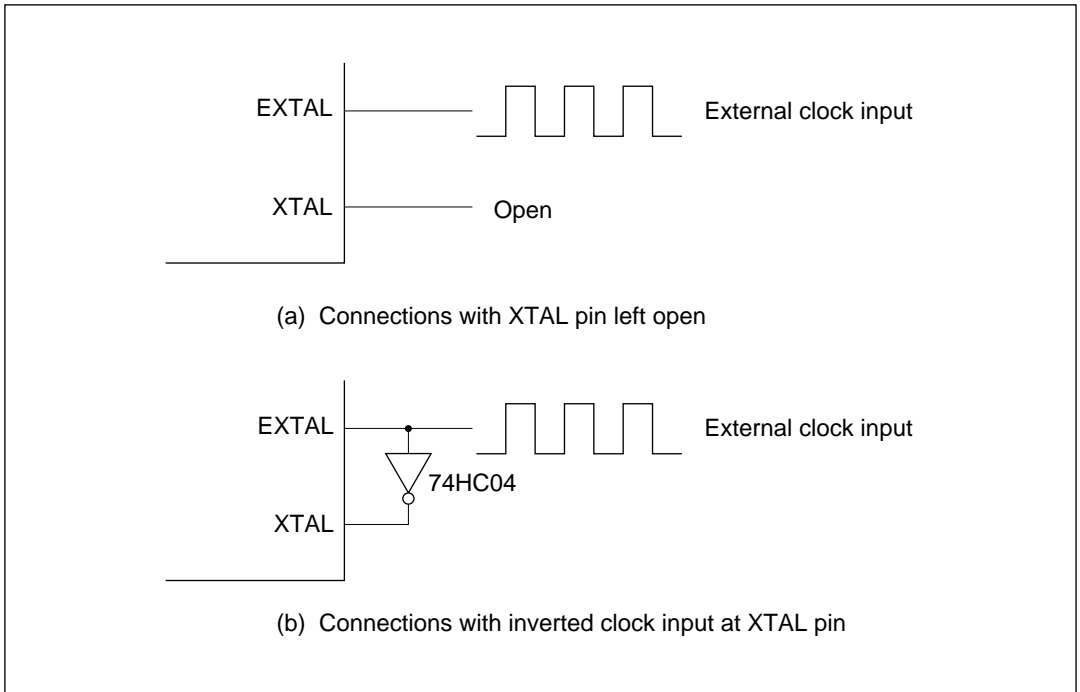 EXTAL
External clock input
XTAL
Open
(a) Connections with XTAL pin left open
EXTAL
External clock input
74HC04
XTAL
(b) Connections with inverted clock input at XTAL pin